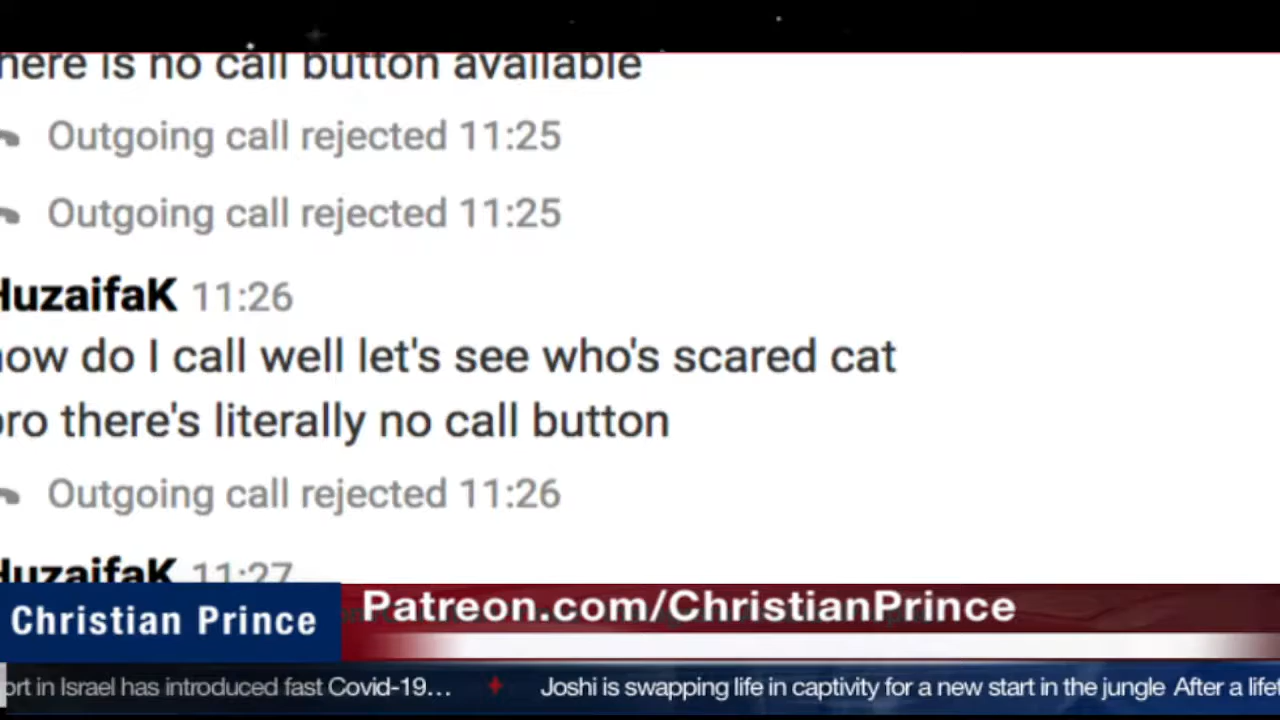 here is no call button available
Outgoing call rejected 11:25
Outgoing call rejected 11:25
HuzaifaK 11:26
how do I call well let's see who's scared cat
bro there's literally no call button
Outgoing call rejected 11:26
HuzaifaK 11:27
Christian Prince
Patreon.com/ChristianPrince
ort in Israel has introduced fast Covid-19... Joshi is swapping life in captivity for a new start in the jungle After a lifet